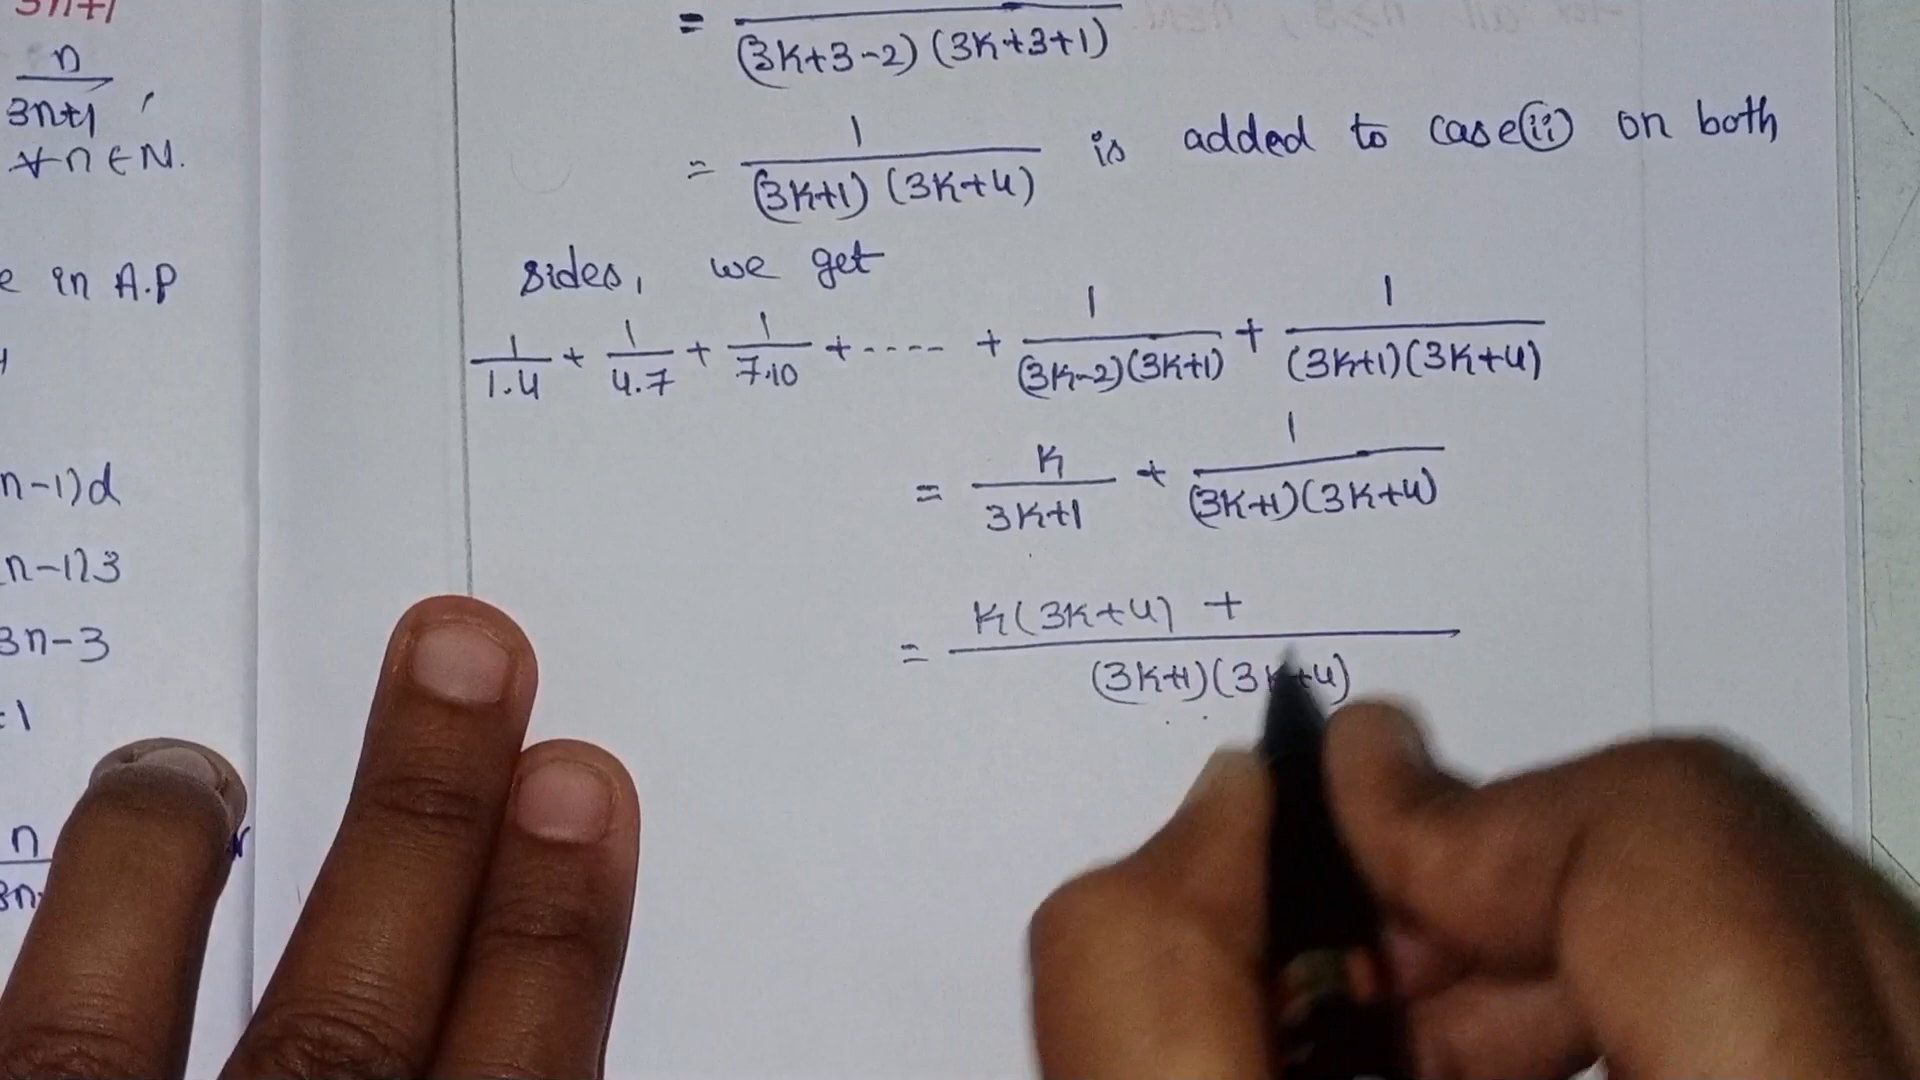 3n+1
n/3n+1,
∀ n ∈ N.
e in A.P
n-1)d
n-1)3
3n-3
=1
n
3n
= /(3k+3-2)(3k+3+1)
= 1/(3k+1)(3k+4) is added to case(ii) on both
sides, we get
1/1.4 + 1/4.7 + 1/7.10 + ---- + 1/(3k-2)(3k+1) + 1/(3k+1)(3k+4)
= k/3k+1 + 1/(3k+1)(3k+4)
= k(3k+4) + /(3k+1)(3k+4)